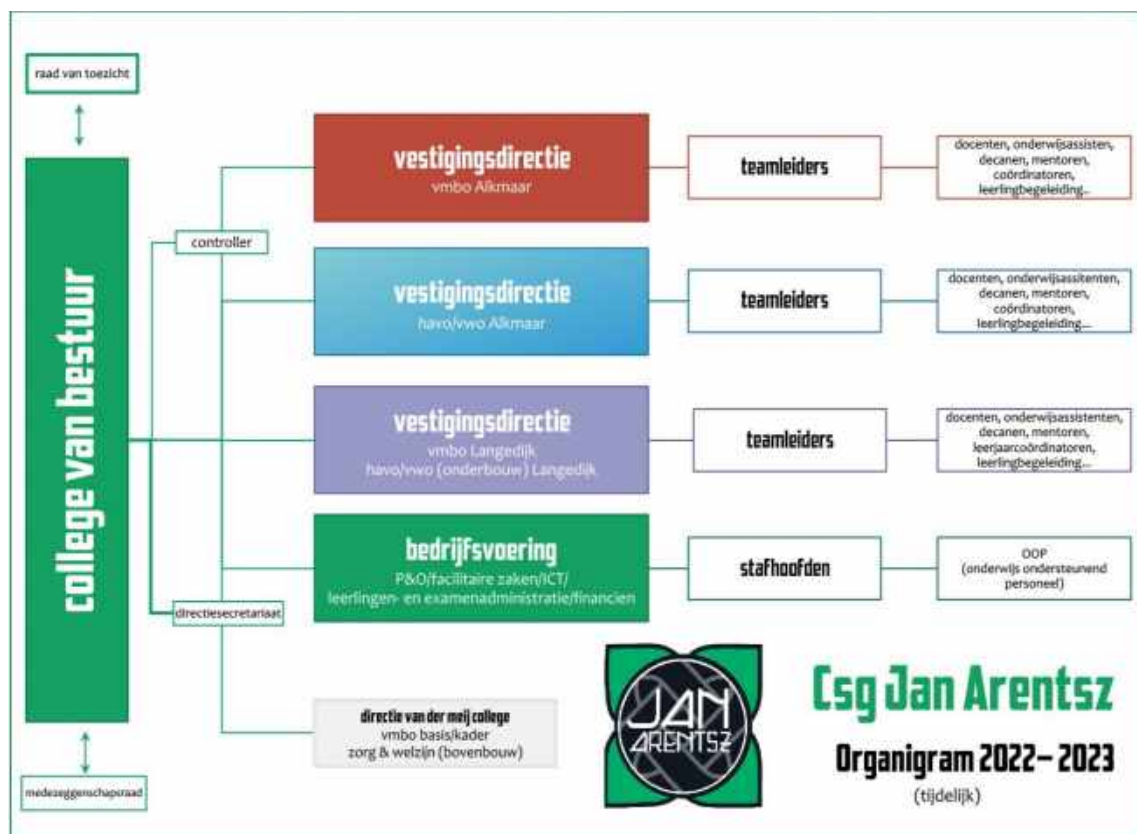 raad van toezicht
college van bestuur
medezeggenschapsraad
controller
directiesecretariaat
vestigingsdirectie
vmbo Alkmaar
teamleiders
docenten, onderwijsassisten,
decanen, mentoren,
coördinatoren,
leerlingbegeleiding...
vestigingsdirectie
havo/vwo Alkmaar
teamleiders
docenten, onderwijsassitenten,
decanen, mentoren,
coördinatoren,
leerlingbegeleiding...
vestigingsdirectie
vmbo Langedijk
havo/vwo (onderbouw) Langedijk
teamleiders
docenten, onderwijsassistenten,
decanen, mentoren,
leerjaarcoördinatoren,
leerlingbegeleiding...
bedrijfsvoering
P&O/facilitaire zaken/ICT/
leerlingen- en examenadministratie/financien
stafhoofden
OOP
(onderwijs ondersteunend
personeel)
directie van der meij college
vmbo basis/kader
zorg & welzijn (bovenbouw)
JAN
ARENTSZ
Csg Jan Arentsz
Organigram 2022– 2023
(tijdelijk)